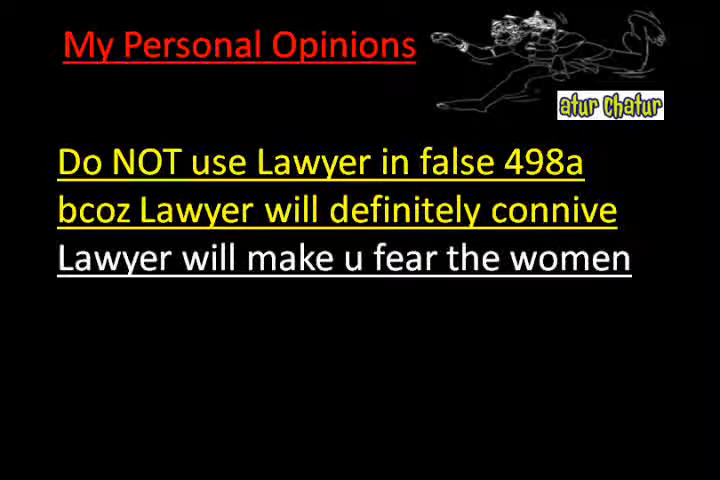 My Personal Opinions
atur chatur
Do NOT use Lawyer in false 498a
bcoz Lawyer will definitely connive
Lawyer will make u fear the women